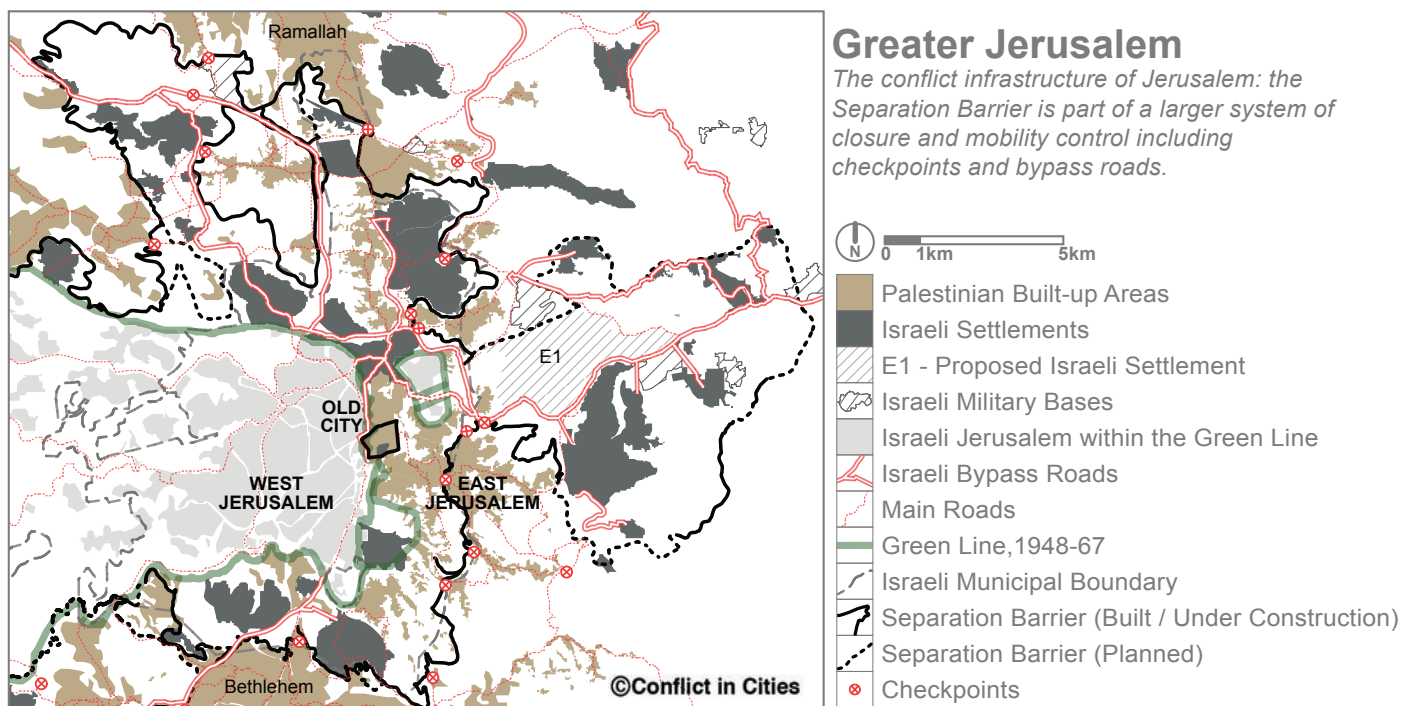 Ramallah
E1
OLD
CITY
WEST
JERUSALEM
EAST
JERUSALEM
Bethlehem
©Conflict in Cities
Greater Jerusalem
The conflict infrastructure of Jerusalem: the
Separation Barrier is part of a larger system of
closure and mobility control including
checkpoints and bypass roads.
N
0 1km 5km
Palestinian Built-up Areas
Israeli Settlements
E1 - Proposed Israeli Settlement
Israeli Military Bases
Israeli Jerusalem within the Green Line
Israeli Bypass Roads
Main Roads
Green Line,1948-67
Israeli Municipal Boundary
Separation Barrier (Built / Under Construction)
Separation Barrier (Planned)
Checkpoints